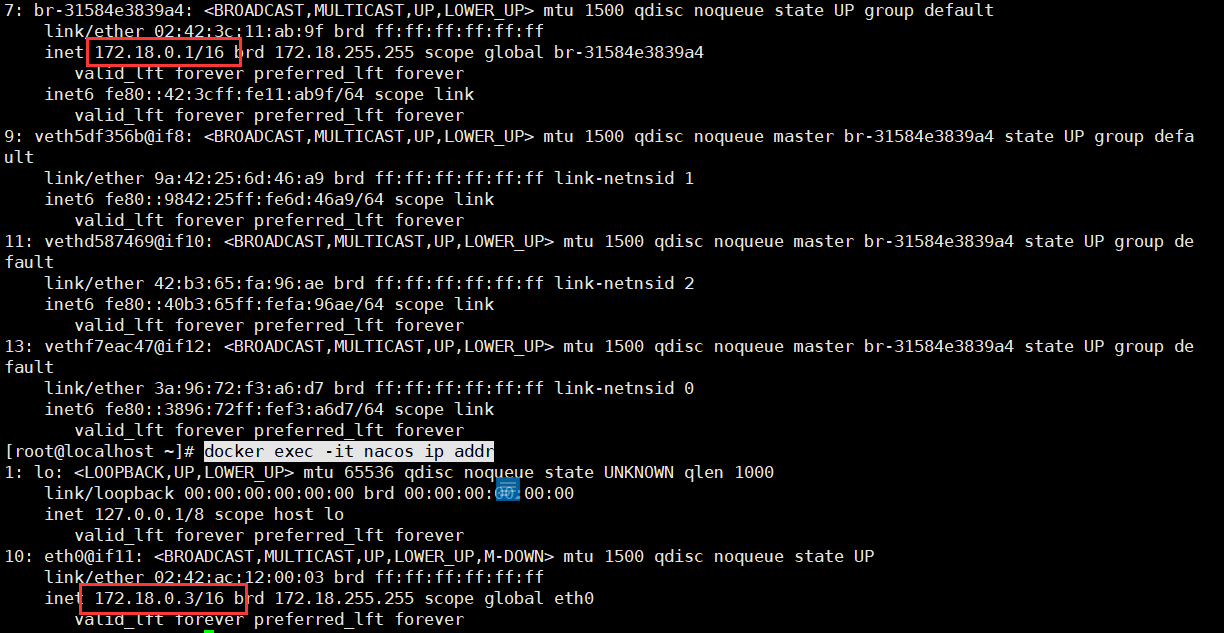 7: br-31584e3839a4: <BROADCAST,MULTICAST,UP,LOWER_UP> mtu 1500 qdisc noqueue state UP group default
link/ether 02:42:3c:11:ab:9f brd ff:ff:ff:ff:ff:ff
inet 172.18.0.1/16 brd 172.18.255.255 scope global br-31584e3839a4
valid_lft forever preferred_lft forever
inet6 fe80::42:3cff:fe11:ab9f/64 scope link
valid_lft forever preferred_lft forever
9: veth5df356b@if8: <BROADCAST,MULTICAST,UP,LOWER_UP> mtu 1500 qdisc noqueue master br-31584e3839a4 state UP group defa
ult
link/ether 9a:42:25:6d:46:a9 brd ff:ff:ff:ff:ff:ff link-netnsid 1
inet6 fe80::9842:25ff:fe6d:46a9/64 scope link
valid_lft forever preferred_lft forever
11: vethd587469@if10: <BROADCAST,MULTICAST,UP,LOWER_UP> mtu 1500 qdisc noqueue master br-31584e3839a4 state UP group de
fault
link/ether 42:b3:65:fa:96:ae brd ff:ff:ff:ff:ff:ff link-netnsid 2
inet6 fe80::40b3:65ff:fefa:96ae/64 scope link
valid_lft forever preferred_lft forever
13: vethf7eac47@if12: <BROADCAST,MULTICAST,UP,LOWER_UP> mtu 1500 qdisc noqueue master br-31584e3839a4 state UP group de
fault
link/ether 3a:96:72:f3:a6:d7 brd ff:ff:ff:ff:ff:ff link-netnsid 0
inet6 fe80::3896:72ff:fef3:a6d7/64 scope link
valid_lft forever preferred_lft forever
[root@localhost ~]# docker exec -it nacos ip addr
1: lo: <LOOPBACK,UP,LOWER_UP> mtu 65536 qdisc noqueue state UNKNOWN qlen 1000
link/loopback 00:00:00:00:00:00 brd 00:00:00:00:00:00
inet 127.0.0.1/8 scope host lo
valid_lft forever preferred_lft forever
10: eth0@if11: <BROADCAST,MULTICAST,UP,LOWER_UP,M-DOWN> mtu 1500 qdisc noqueue state UP
link/ether 02:42:ac:12:00:03 brd ff:ff:ff:ff:ff:ff
inet 172.18.0.3/16 brd 172.18.255.255 scope global eth0
valid_lft forever preferred_lft forever